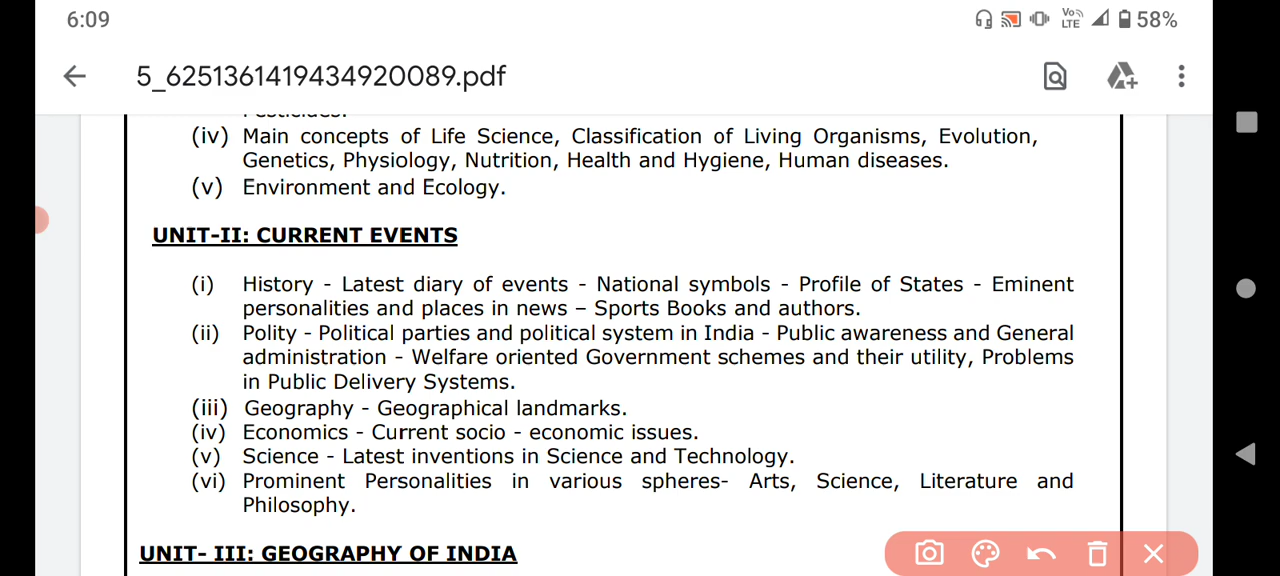 6:09
Vo
LTE
58%
5_6251361419434920089.pdf
Pesticides.
(iv) Main concepts of Life Science, Classification of Living Organisms, Evolution,
Genetics, Physiology, Nutrition, Health and Hygiene, Human diseases.
(v) Environment and Ecology.
UNIT-II: CURRENT EVENTS
(i) History - Latest diary of events - National symbols - Profile of States - Eminent
personalities and places in news – Sports Books and authors.
(ii) Polity - Political parties and political system in India - Public awareness and General
administration - Welfare oriented Government schemes and their utility, Problems
in Public Delivery Systems.
(iii) Geography - Geographical landmarks.
(iv) Economics - Current socio - economic issues.
(v) Science - Latest inventions in Science and Technology.
(vi) Prominent Personalities in various spheres- Arts, Science, Literature and
Philosophy.
UNIT- III: GEOGRAPHY OF INDIA